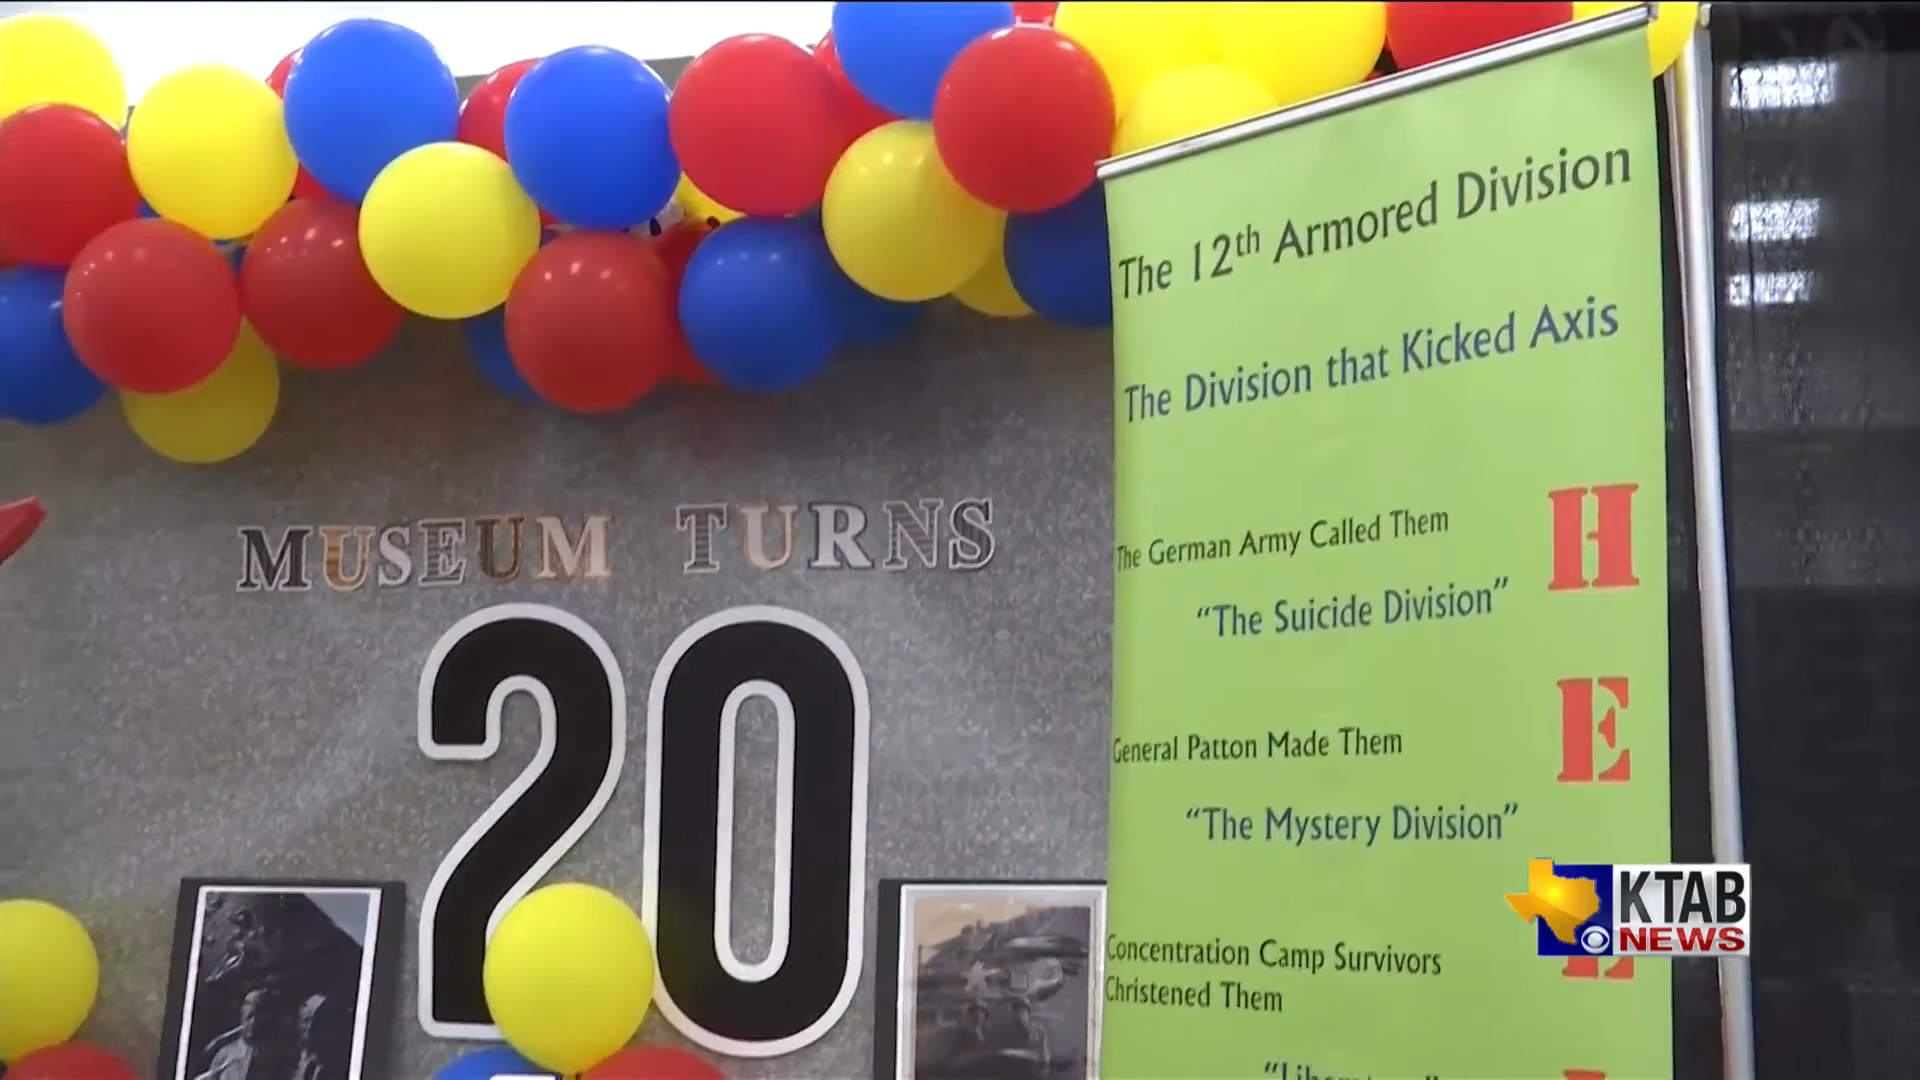 MUSEUM TURNS
20
The 12th Armored Division
The Division that Kicked Axis
The German Army Called Them
"The Suicide Division"
H
General Patton Made Them
"The Mystery Division"
E
Concentration Camp Survivors
Christened Them
KTAB
NEWS